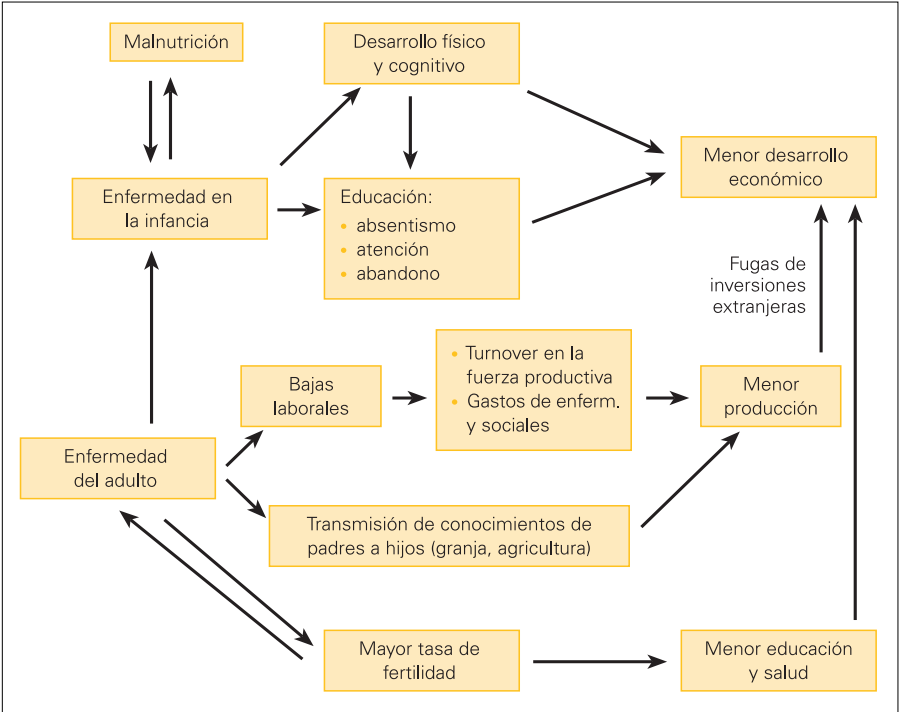 Malnutrición
Desarrollo físico
y cognitivo
Menor desarrollo
económico
Enfermedad en
la infancia
Educación:
• absentismo
• atención
• abandono
Fugas de
inversiones
extranjeras
Bajas
laborales
• Turnover en la
fuerza productiva
• Gastos de enferm.
y sociales
Menor
producción
Enfermedad
del adulto
Transmisión de conocimientos de
padres a hijos (granja, agricultura)
Mayor tasa de
fertilidad
Menor educación
y salud